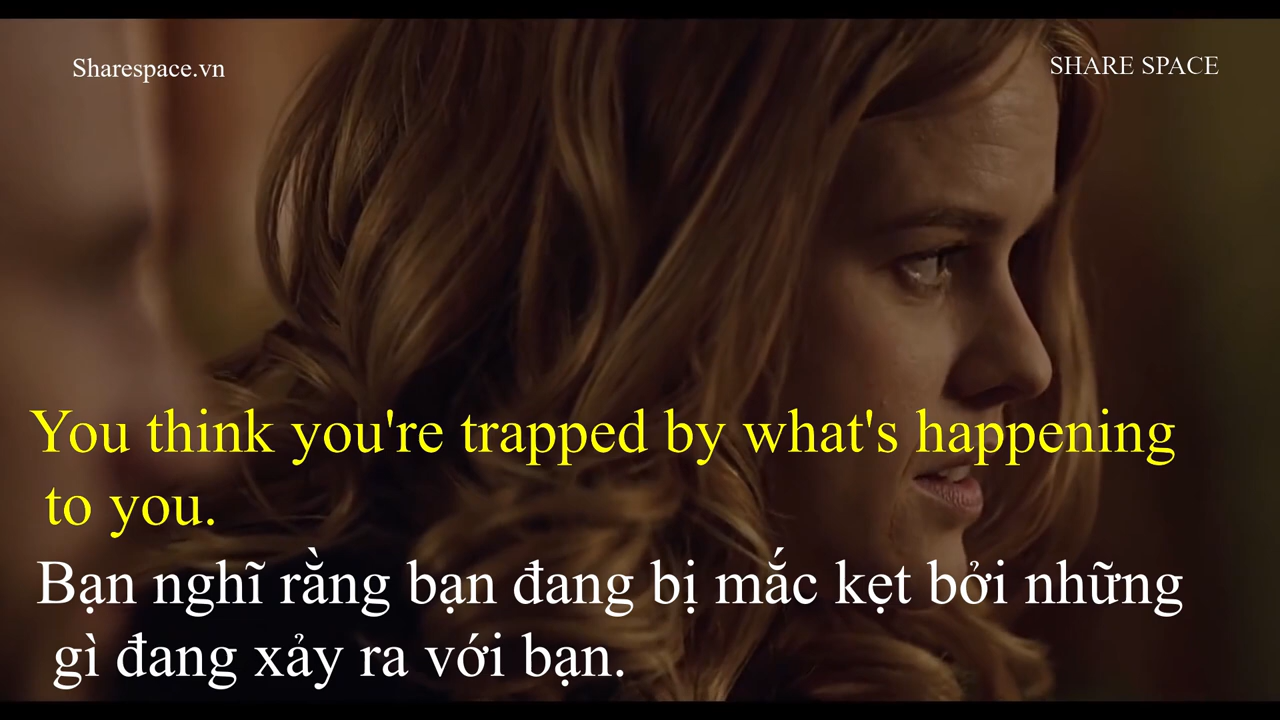 Sharespace.vn
SHARE SPACE
You think you're trapped by what's happening
to you.
Bạn nghĩ rằng bạn đang bị mắc kẹt bởi những
gì đang xảy ra với bạn.